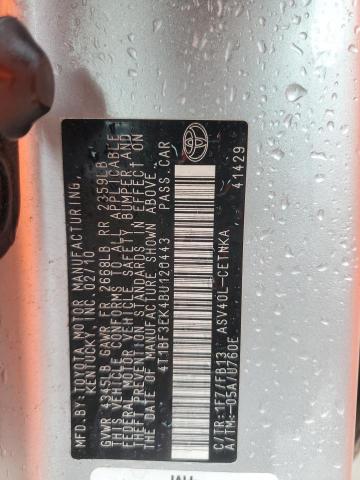 MFD.BY: TOYOTA MOTOR MANUFACTURING,
KENTUCKY, INC. 02/10
GVWR 4345LB GAWR FR 2668LB RR 2359LB
THIS VEHICLE CONFORMS TO ALL APPLICABLE
FEDERAL MOTOR VEHICLE SAFETY, BUMPER, AND
THEFT PREVENTION STANDARDS IN EFFECT ON
THE DATE OF MANUFACTURE SHOWN ABOVE.
4T1BF3EK4BU120443 PASS.CAR
C/TR:1F7/FB13 ASV40L-CETNKA
A/TM:-05A/U760E 41429